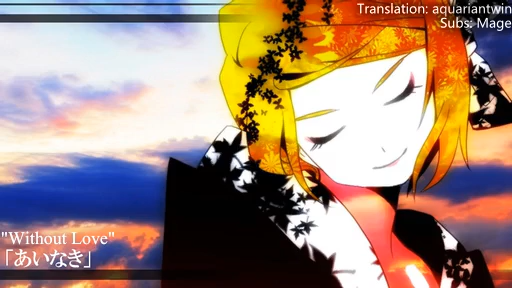 Translation: aquariantwin
Subs: Mage
"Without Love"
「あいなき」